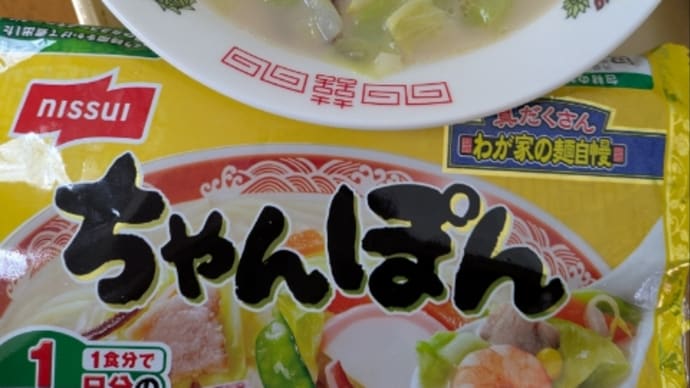 NISSUI
具だくさん
わが家の麺自慢
ちゃんぽん
1
1食分で